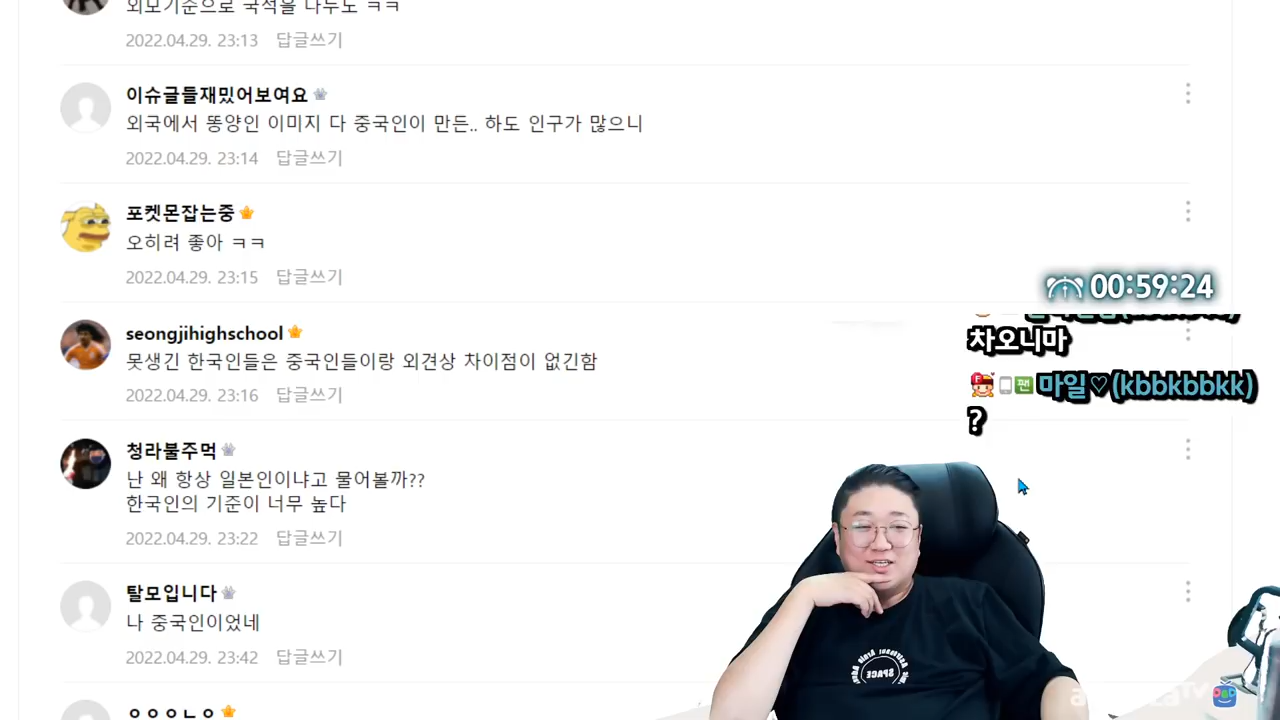 외모기준으로 국적을 나누노 ㅋㅋ
2022.04.29. 23:13 답글쓰기
이슈글들재밌어보여요
외국에서 똥양인 이미지 다 중국인이 만든.. 하도 인구가 많으니
2022.04.29. 23:14 답글쓰기
포켓몬잡는중
오히려 좋아 ㅋㅋ
2022.04.29. 23:15 답글쓰기
00:59:24
seongjihighschool
못생긴 한국인들은 중국인들이랑 외견상 차이점이 없긴함
2022.04.29. 23:16 답글쓰기
차오니마
팬 마일♡(kbbkbbkk)
?
청라불주먹
난 왜 항상 일본인이냐고 물어볼까??
한국인의 기준이 너무 높다
2022.04.29. 23:22 답글쓰기
탈모입니다
나 중국인이었네
2022.04.29. 23:42 답글쓰기
ㅇㅇㅇㄴㅇ
SPACE